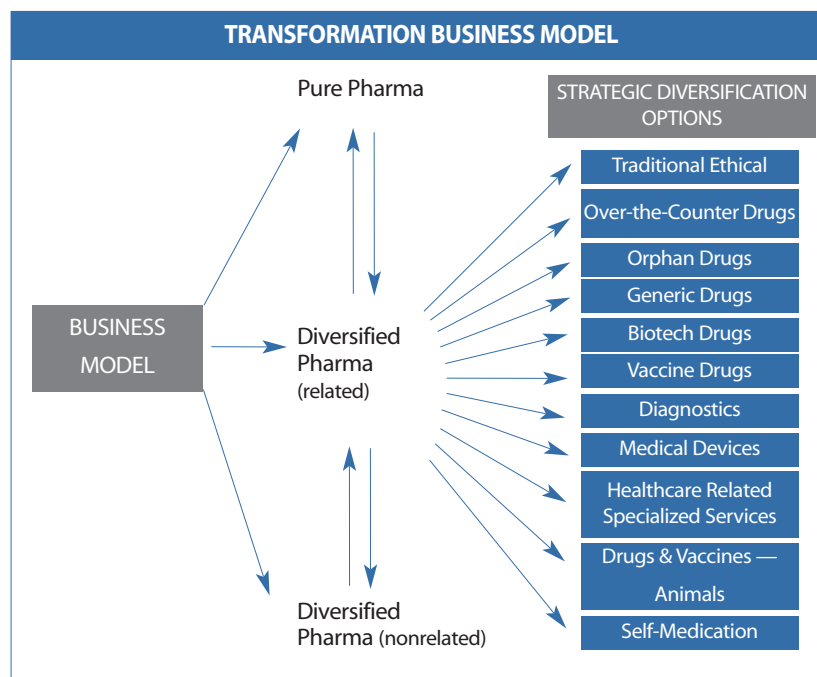 TRANSFORMATION BUSINESS MODEL
Pure Pharma
STRATEGIC DIVERSIFICATION
OPTIONS
Traditional Ethical
Over-the-Counter Drugs
Orphan Drugs
Generic Drugs
BUSINESS
MODEL
Diversified
Pharma
(related)
Biotech Drugs
Vaccine Drugs
Diagnostics
Medical Devices
Healthcare Related
Specialized Services
Drugs & Vaccines —
Animals
Diversified
Pharma (nonrelated)
Self-Medication